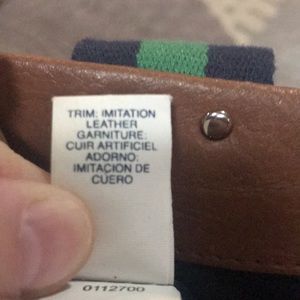 TRIM: IMITATION
LEATHER
GARNITURE:
CUIR ARTIFICIEL
ADORNO:
IMITACION DE
CUERO
0112700